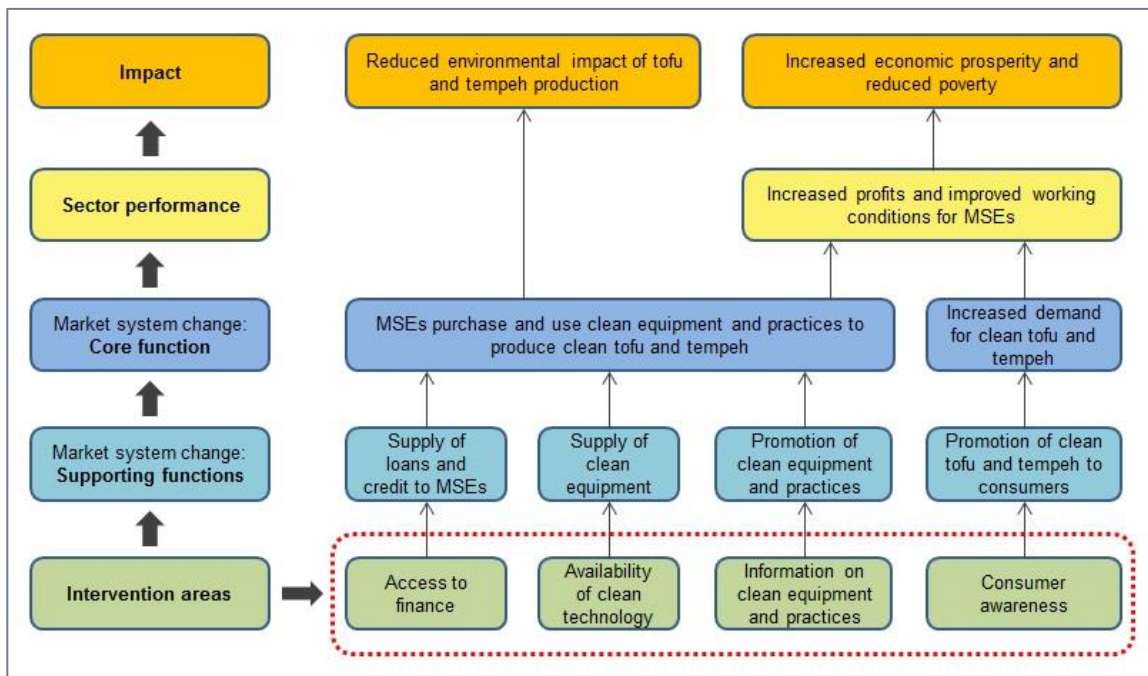 Impact
Reduced environmental impact of tofu
and tempeh production
Increased economic prosperity and
reduced poverty
Sector performance
Increased profits and improved working
conditions for MSEs
Market system change:
Core function
MSEs purchase and use clean equipment and practices to
produce clean tofu and tempeh
Increased demand
for clean tofu and
tempeh
Market system change:
Supporting functions
Supply of
loans and
credit to MSEs
Supply of
clean
equipment
Promotion of
clean equipment
and practices
Promotion of clean
tofu and tempeh to
consumers
Intervention areas
Access to
finance
Availability
of clean
technology
Information on
clean equipment
and practices
Consumer
awareness